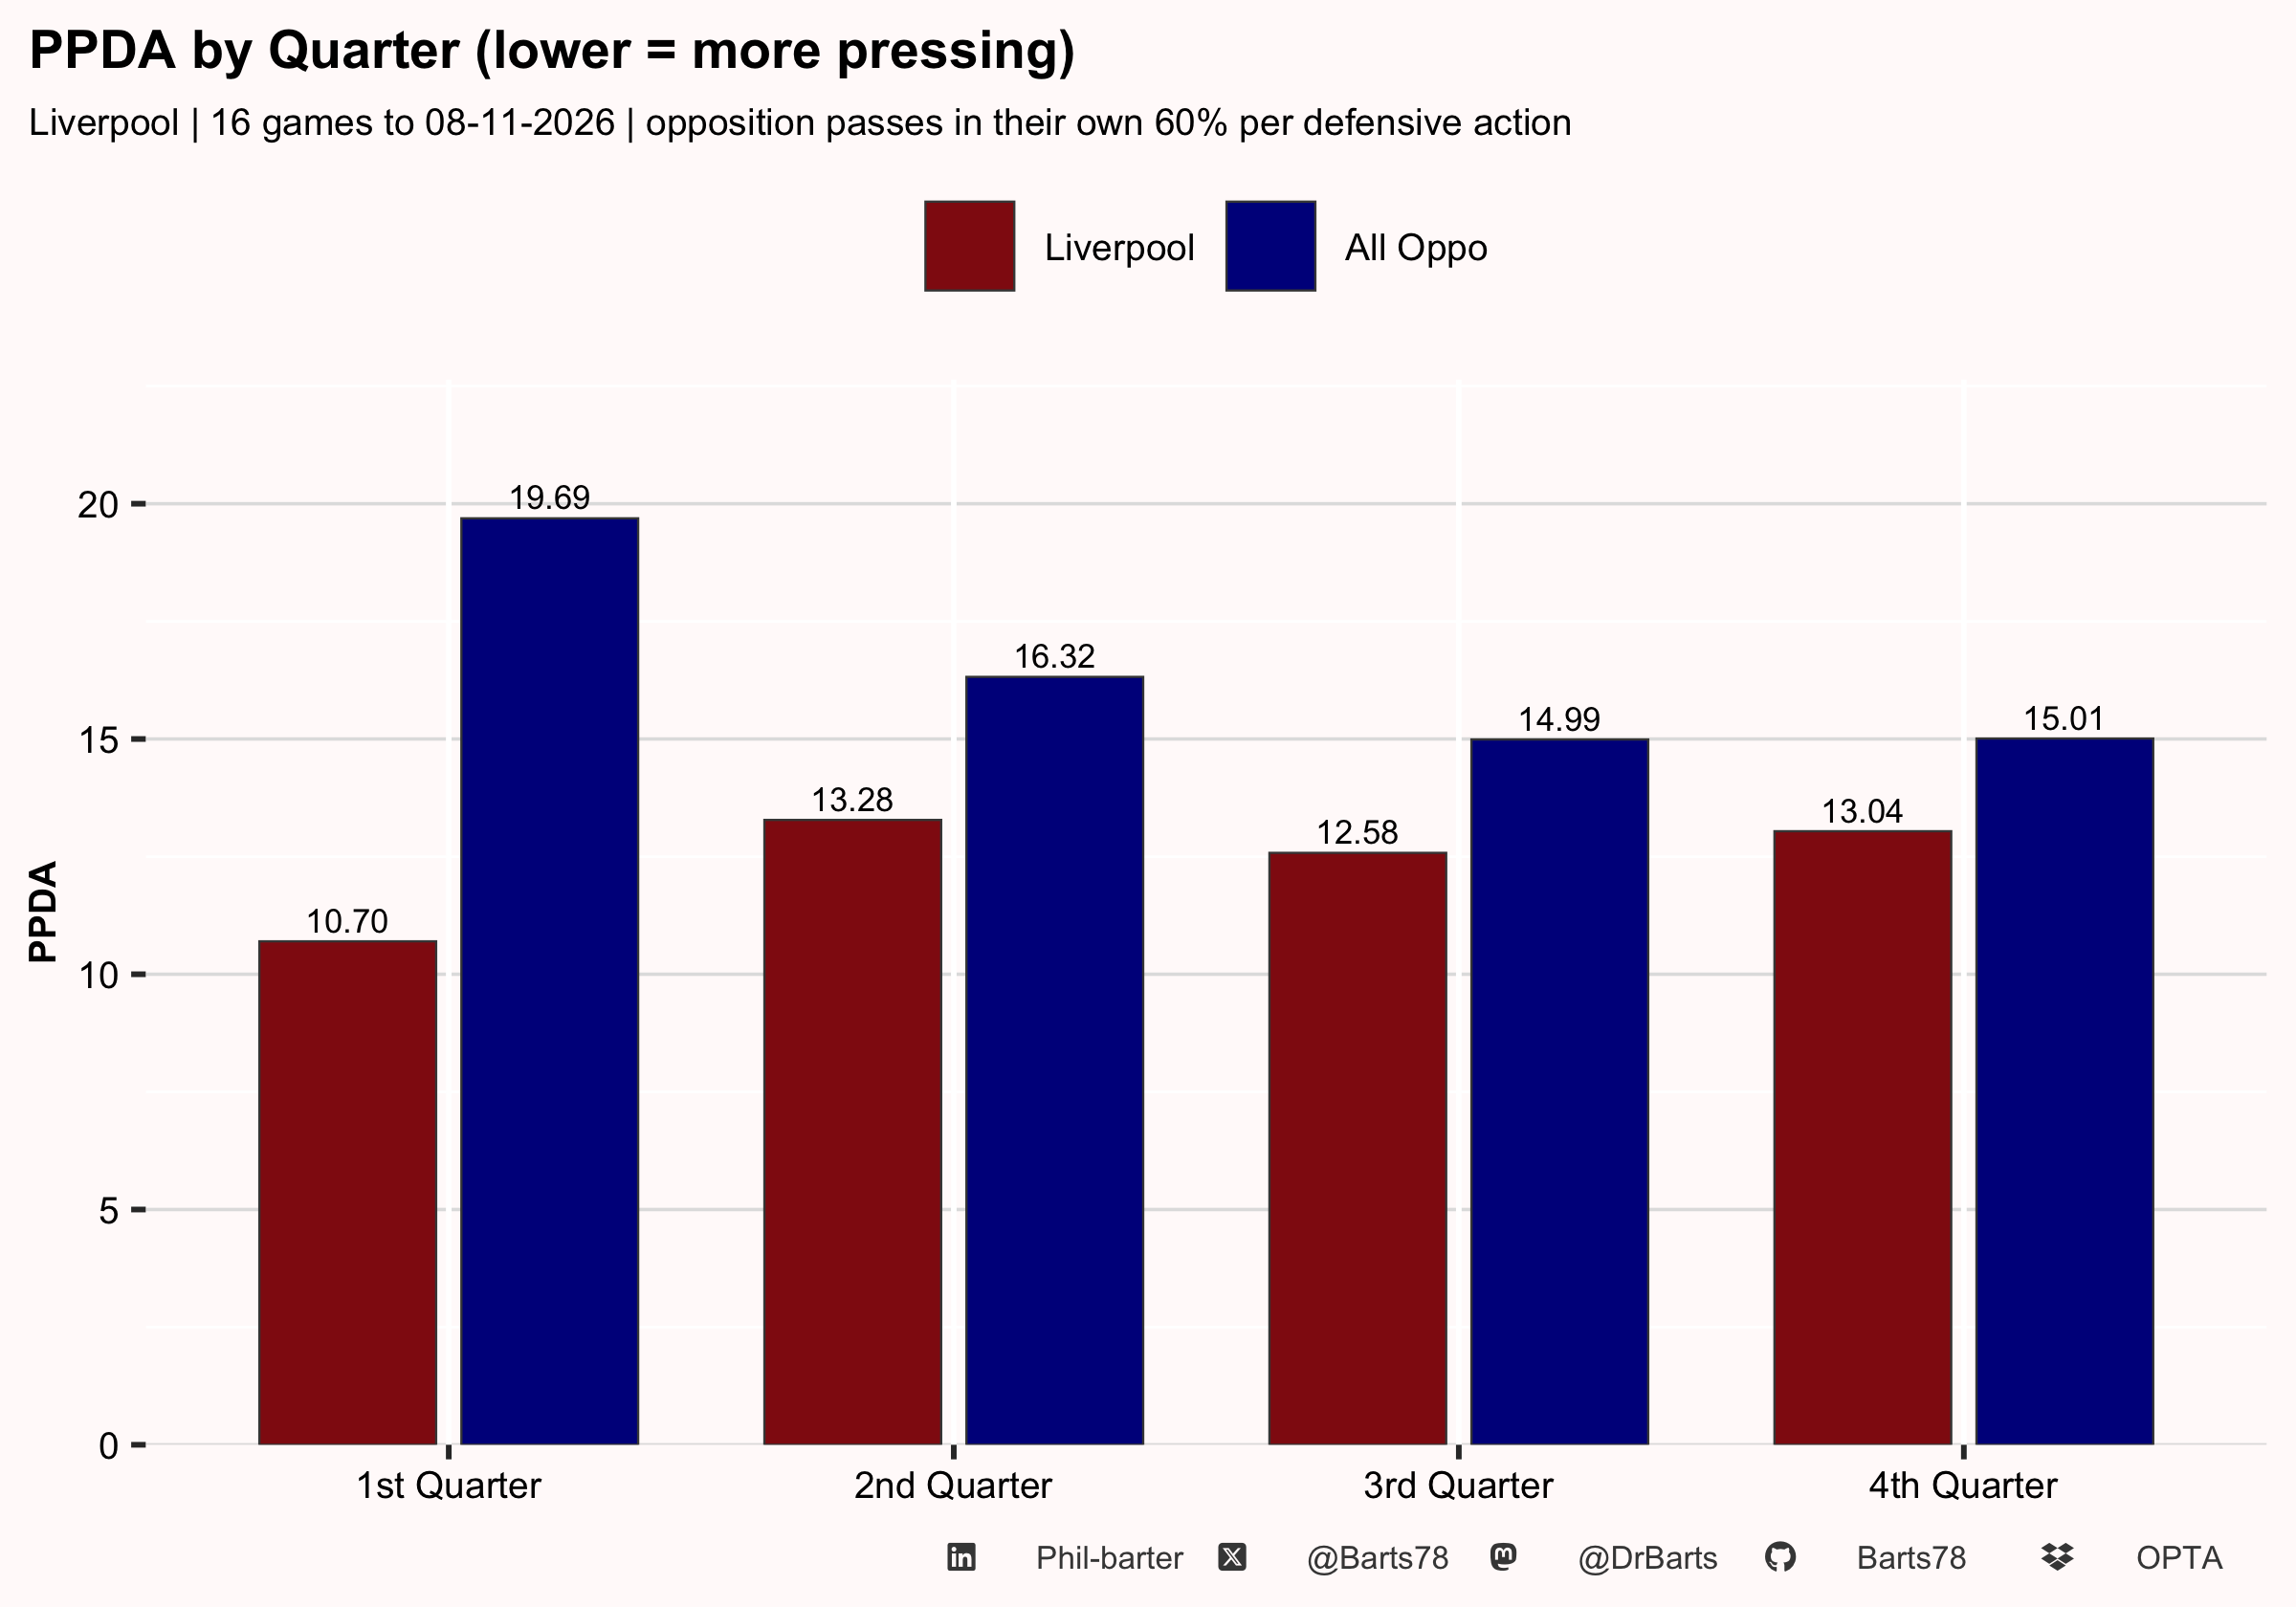 PPDA by Quarter (lower = more pressing)
Liverpool | 16 games to 08-11-2026 | opposition passes in their own 60% per defensive action
Liverpool All Oppo
PPDA
20
15
10
5
0
19.69
16.32
14.99
15.01
13.28
12.58
13.04
10.70
1st Quarter 2nd Quarter 3rd Quarter 4th Quarter
Phil-barter @Barts78 @DrBarts Barts78 OPTA